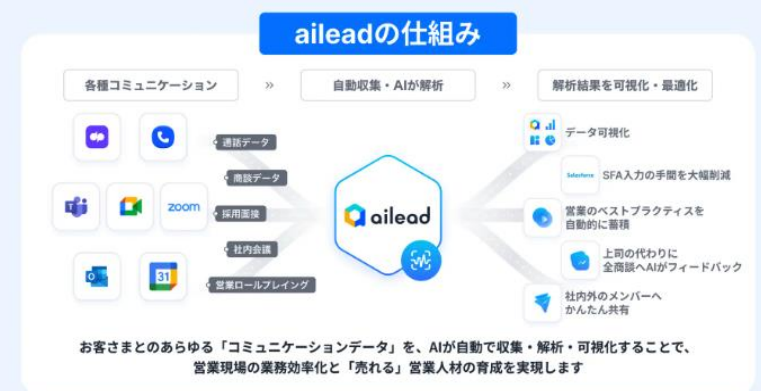 aileadの仕組み
各種コミュニケーション
»
自動収集・AIが解析
»
解析結果を可視化・最適化
通話データ
商談データ
採用面接
社内会議
営業ロールプレイング
zoom
31
ailead
データ可視化
Salesforce
SFA入力の手間を大幅削減
営業のベストプラクティスを
自動的に蓄積
上司の代わりに
全商談へAIがフィードバック
社内外のメンバーへ
かんたん共有
お客さまとのあらゆる「コミュニケーションデータ」を、AIが自動で収集・解析・可視化することで、
営業現場の業務効率化と「売れる」営業人材の育成を実現します